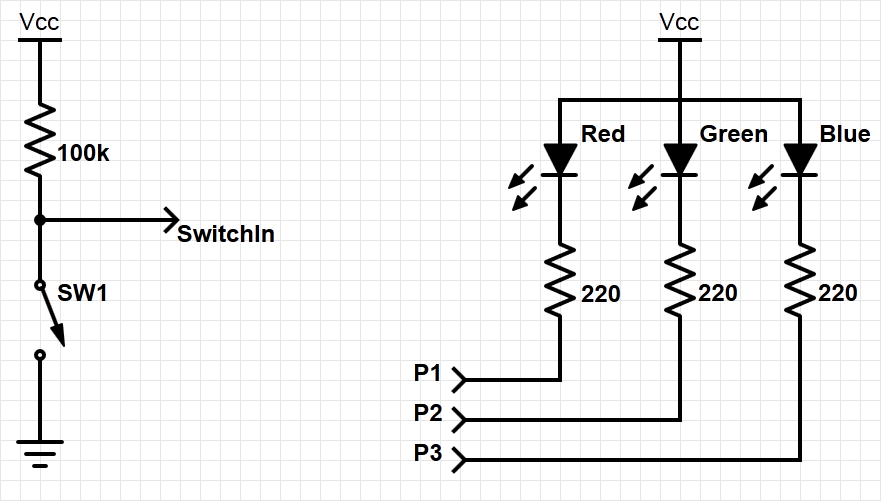 Vcc
100k
SwitchIn
SW1
Vcc
Red
Green
Blue
220
220
220
P1
P2
P3